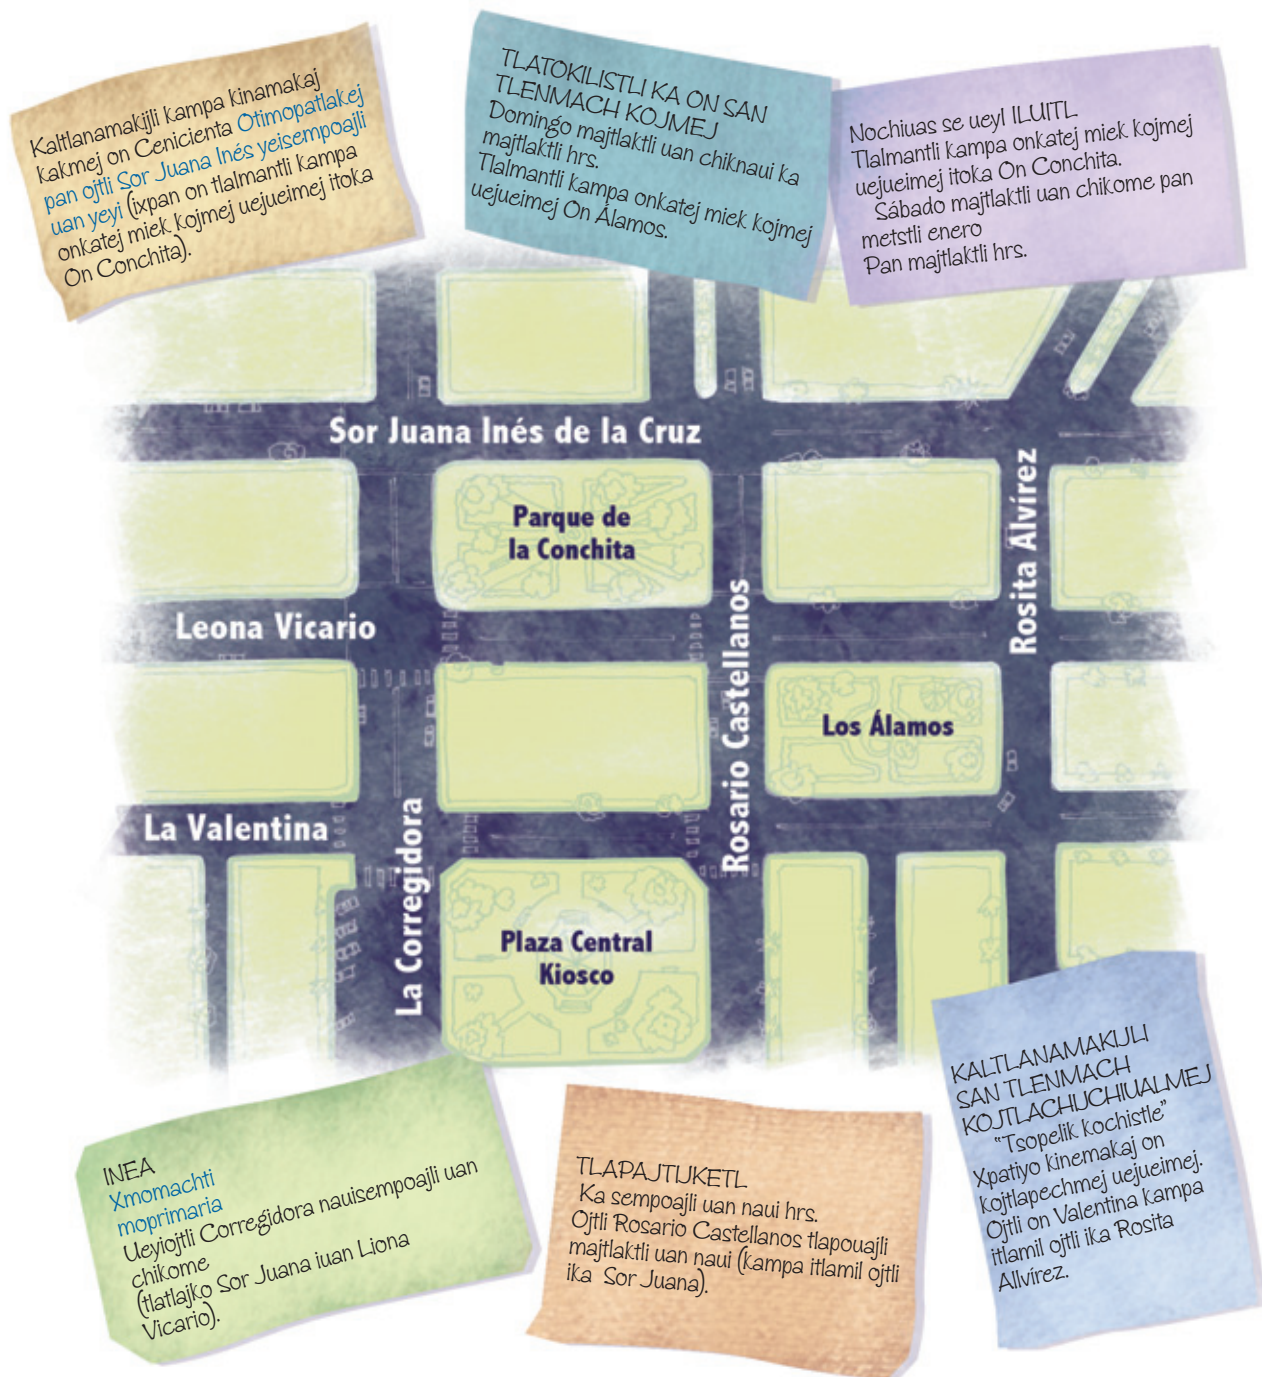 Kaltlanamakijli kampa kinamakaj
kakmej on Cenicienta Otimopatlakej
pan ojtli Sor Juana Inés yeisempoajli
uan yeyi (ixpan on tlalmantli kampa
onkatej miek kojmej uejueimej itoka
On Conchita).
TLATOKILISTLI KA ON SAN
TLENMACH KOJMEJ
Domingo majtlaktli uan chiknaui ka
majtlaktli hrs.
Tlalmantli kampa onkatej miek kojmej
uejueimej On Álamos.
Nochiuas se ueyI ILUITL
Tlalmantli kampa onkatej miek kojmej
uejueimej itoka On Conchita.
Sábado majtlaktli uan chikome pan
metstli enero
Pan majtlaktli hrs.
Sor Juana Inés de la Cruz
Parque de
la Conchita
Rosita Alvírez
Leona Vicario
Rosario Castellanos
Los Álamos
La Valentina
La Corregidora
Plaza Central
Kiosco
INEA
Xmomachti
moprimaria
Ueyiojtli Corregidora nauisempoajli uan
chikome
(tlatlajko Sor Juana iuan Liona
Vicario).
TLAPAJTIJKETL
Ka sempoajli uan naui hrs.
Ojtli Rosario Castellanos tlapouajli
majtlaktli uan naui (kampa itlamil ojtli
ika Sor Juana).
KALTLANAMAKIJLI
SAN TLENMACH
KOJTLACHIJCHIUALMEJ
"Tsopelik kochistle"
Xpatiyo kinemakaj on
kojtlapechmej uejueimej.
Ojtli on Valentina kampa
itlamil ojtli ika Rosita
Allvírez.